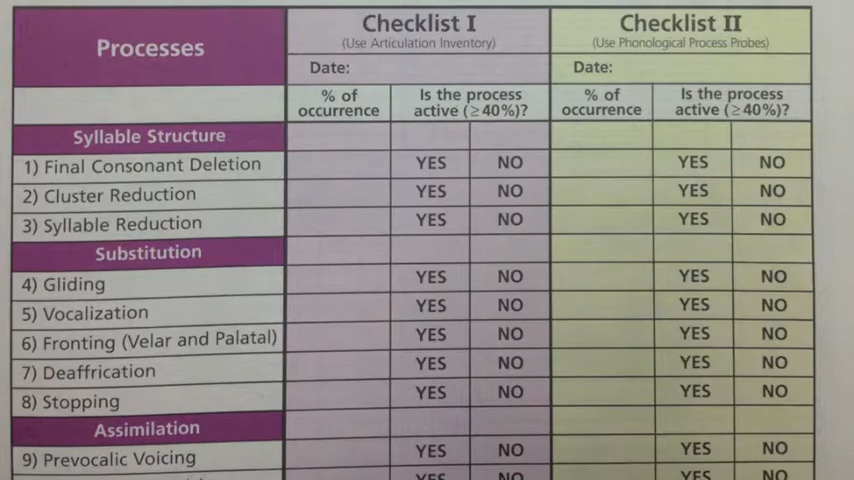 Processes
Checklist I
(Use Articulation Inventory)
Checklist II
(Use Phonological Process Probes)
Date:
Date:
% of occurrence
Is the process active (≥40%)?
% of occurrence
Is the process active (≥40%)?
Syllable Structure
1) Final Consonant Deletion YES NO YES NO
2) Cluster Reduction YES NO YES NO
3) Syllable Reduction YES NO YES NO
Substitution
4) Gliding YES NO YES NO
5) Vocalization YES NO YES NO
6) Fronting (Velar and Palatal) YES NO YES NO
7) Deaffrication YES NO YES NO
8) Stopping YES NO YES NO
Assimilation
9) Prevocalic Voicing YES NO YES NO
YES NO YES NO